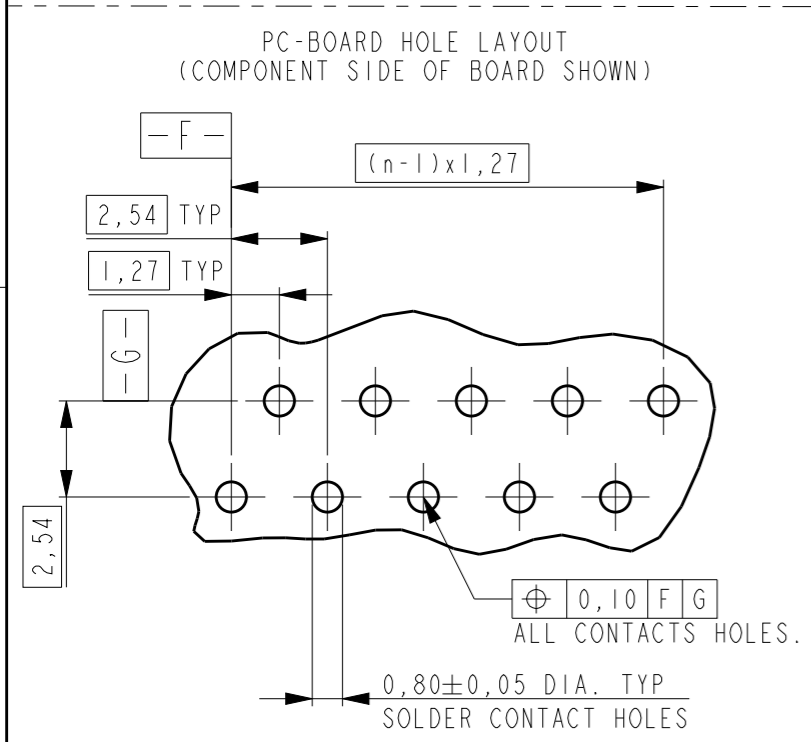 PC-BOARD HOLE LAYOUT
(COMPONENT SIDE OF BOARD SHOWN)
-F-
(n-1)x1,27
2,54 TYP
1,27 TYP
-G-
2,54
⌖ 0,10 F G
ALL CONTACTS HOLES.
0,80±0,05 DIA. TYP
SOLDER CONTACT HOLES